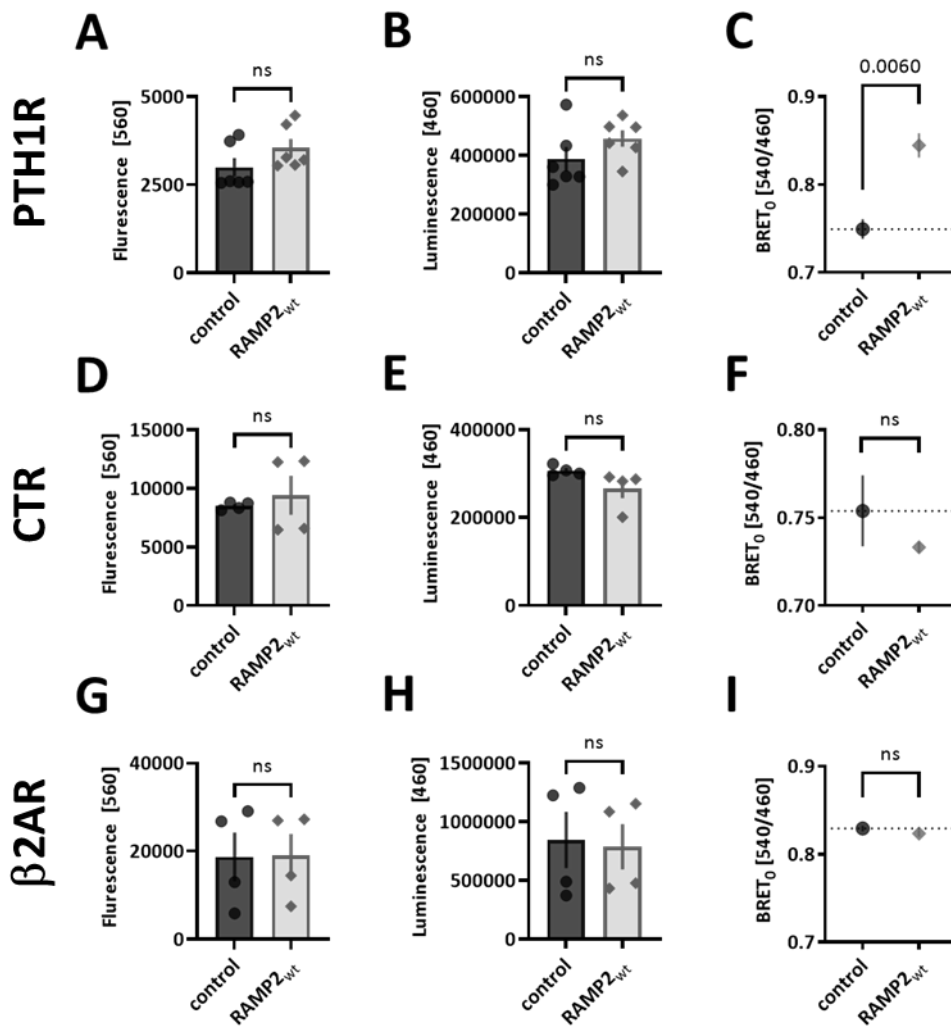 A
B
C
PTH1R
Flurescence [560]
5000
2500
0
ns
control
RAMP2wt
Luminescence [460]
600000
400000
200000
0
ns
control
RAMP2wt
BRET0 [540/460]
0.9
0.8
0.7
0.0060
control
RAMP2wt
D
E
F
CTR
Flurescence [560]
15000
10000
5000
0
ns
control
RAMP2wt
Luminescence [460]
400000
200000
0
ns
control
RAMP2wt
BRET0 [540/460]
0.80
0.75
0.70
ns
control
RAMP2wt
G
H
I
β2AR
Flurescence [560]
40000
20000
0
ns
control
RAMP2wt
Luminescence [460]
1500000
1000000
500000
0
ns
control
RAMP2wt
BRET0 [540/460]
0.9
0.8
0.7
ns
control
RAMP2wt